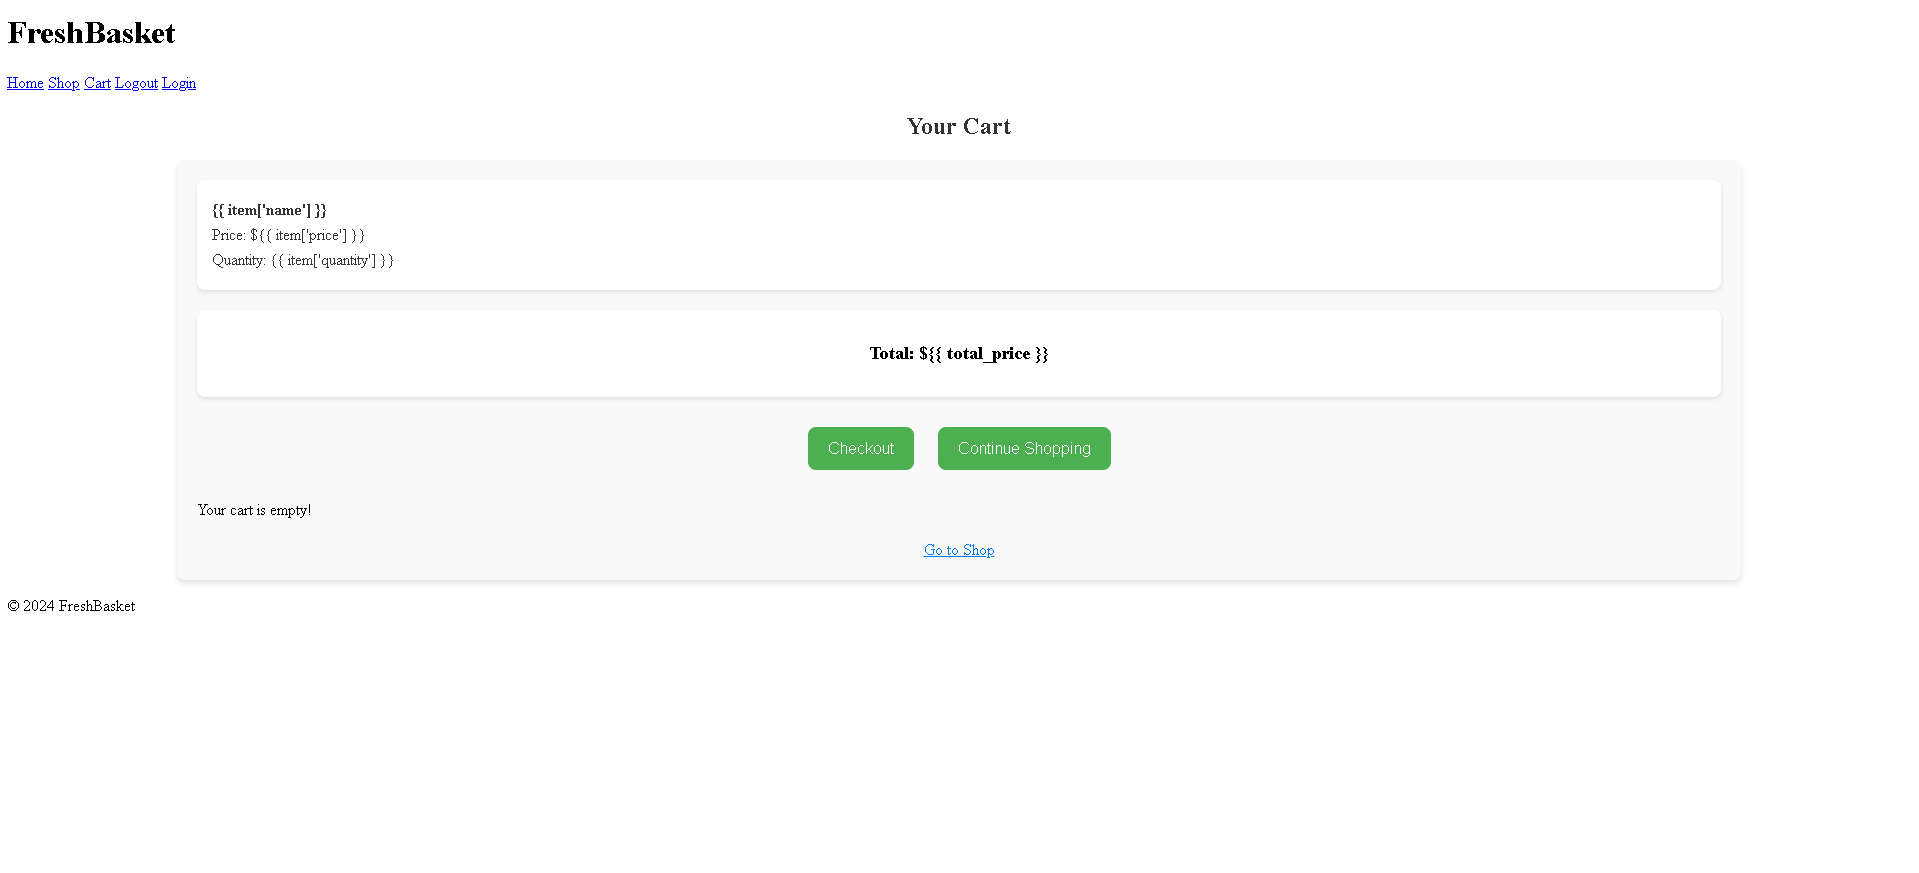 FreshBasket
Home Shop Cart Logout Login
Your Cart
{{ item['name'] }}
Price: ${{ item['price'] }}
Quantity: {{ item['quantity'] }}
Total: ${{ total_price }}
Checkout Continue Shopping
Your cart is empty!
Go to Shop
© 2024 FreshBasket